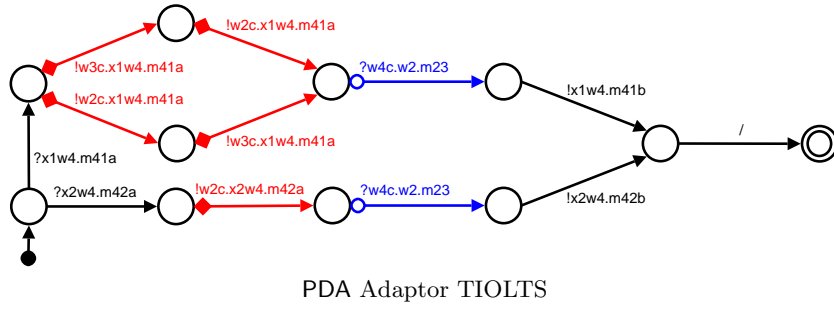 !w2c.x1w4.m41a
!w3c.x1w4.m41a
?w4c.w2.m23
!w2c.x1w4.m41a
!x1w4.m41b
!w3c.x1w4.m41a
/
?x1w4.m41a
?x2w4.m42a
!w2c.x2w4.m42a
?w4c.w2.m23
!x2w4.m42b
PDA Adaptor TIOLTS